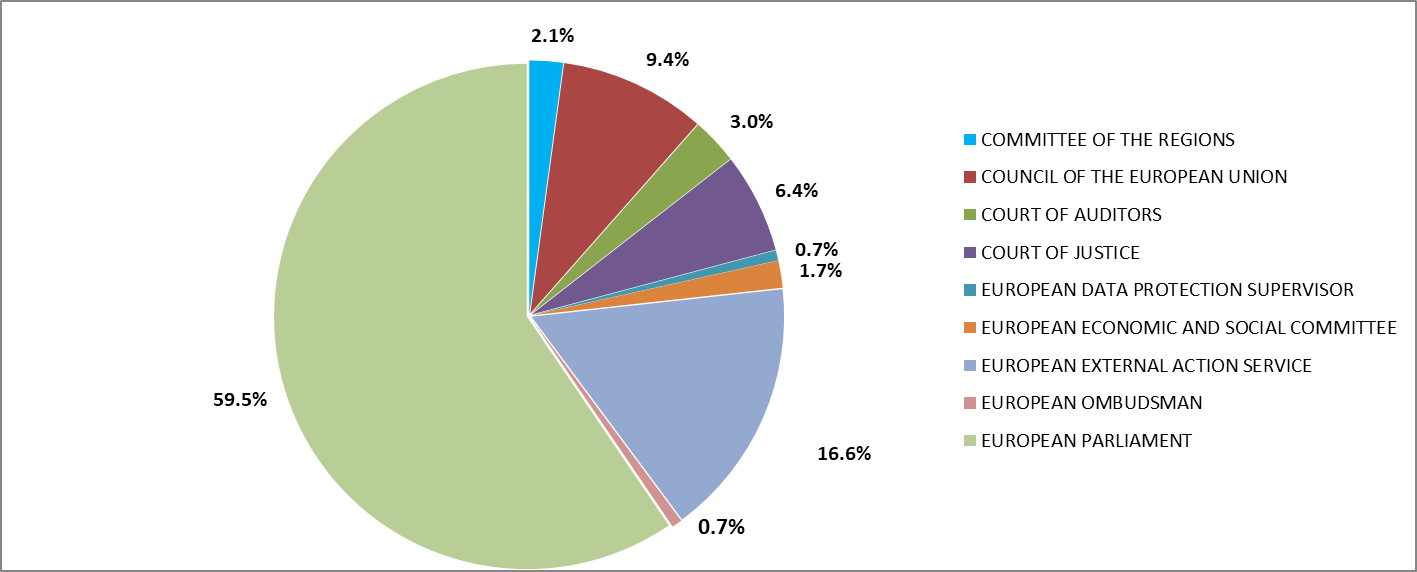 2.1%
9.4%
3.0%
6.4%
0.7%
1.7%
16.6%
0.7%
59.5%
COMMITTEE OF THE REGIONS
COUNCIL OF THE EUROPEAN UNION
COURT OF AUDITORS
COURT OF JUSTICE
EUROPEAN DATA PROTECTION SUPERVISOR
EUROPEAN ECONOMIC AND SOCIAL COMMITTEE
EUROPEAN EXTERNAL ACTION SERVICE
EUROPEAN OMBUDSMAN
EUROPEAN PARLIAMENT